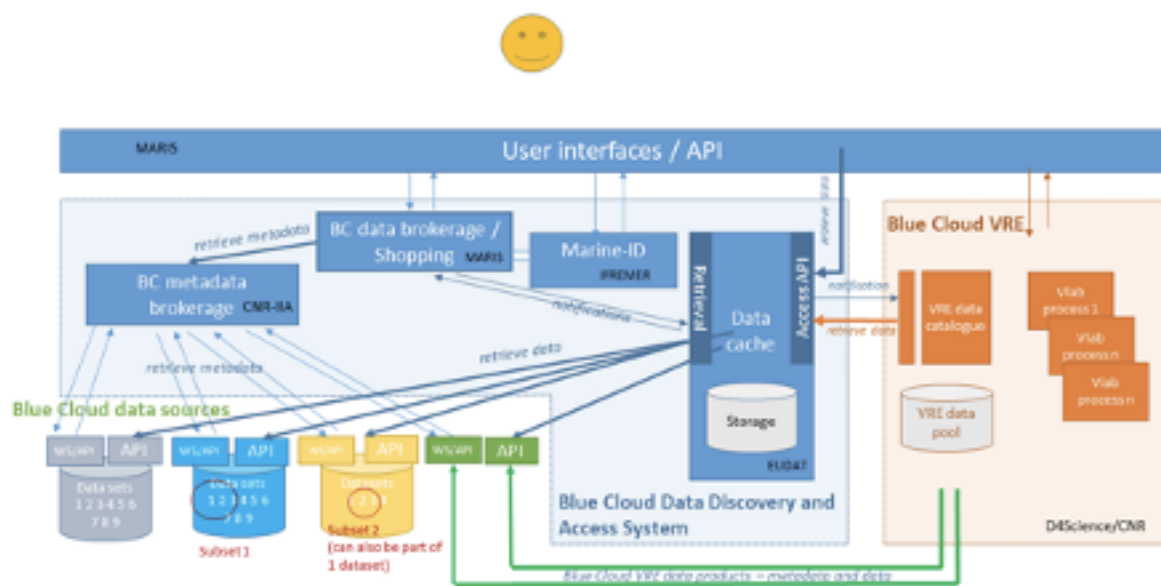 MARIS
User interfaces / API
retrieve data
Blue Cloud VRE
BC data brokerage /
Shopping
MARIS
Marine-ID
IFREMER
retrieve metadata
BC metadata
brokerage
CNR-IIA
notifications
Retrieval
Data
cache
Access API
notification
retrieve data
VRE data
catalogue
Vlab
process 1
Vlab
process n
Vlab
process n
retrieve data
retrieve metadata
Storage
VRE data
pool
EUDAT
Blue Cloud data sources
WS/API
API
WS/API
API
WS/API
API
WS/API
API
Data sets
1 2 3 4 5 6
7 8 9
Data sets
1 2 3 4 5 6
7 8 9
Data sets
Subset 1
Subset 2
(can also be part of
1 dataset)
Blue Cloud Data Discovery and
Access System
D4Science/CNR
Blue Cloud VRE data products – metadata and data